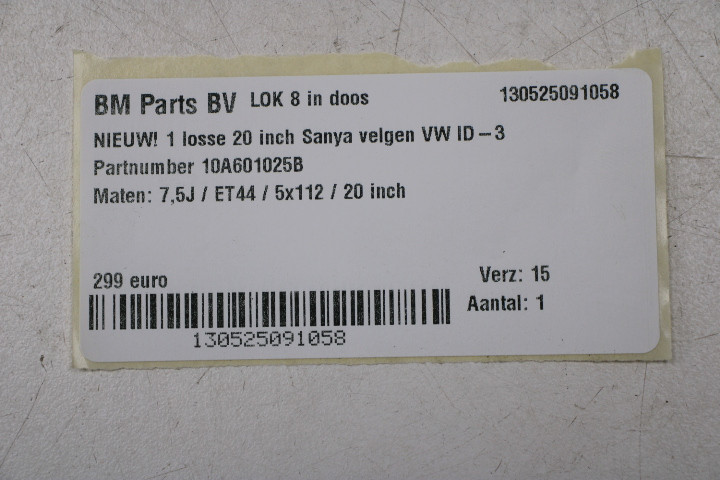 BM Parts BV LOK 8 in doos 130525091058
NIEUW! 1 losse 20 inch Sanya velgen VW ID-3
Partnumber 10A601025B
Maten: 7,5J / ET44 / 5x112 / 20 inch
299 euro Verz: 15
Aantal: 1
130525091058